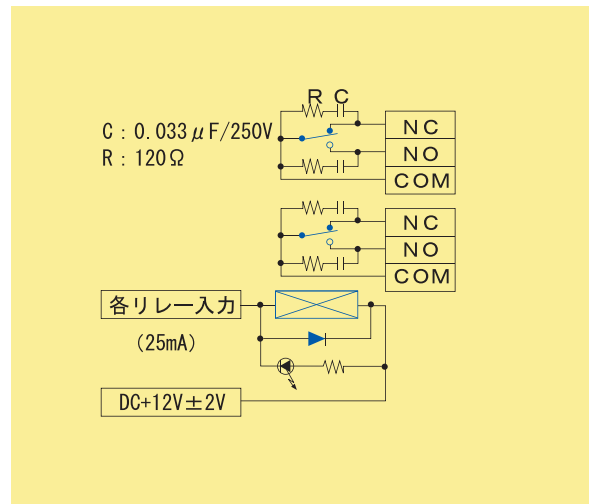 R C
C : 0.033μF/250V
R : 120Ω
NC
NO
COM
NC
NO
COM
各リレー入力
(25mA)
DC+12V±2V